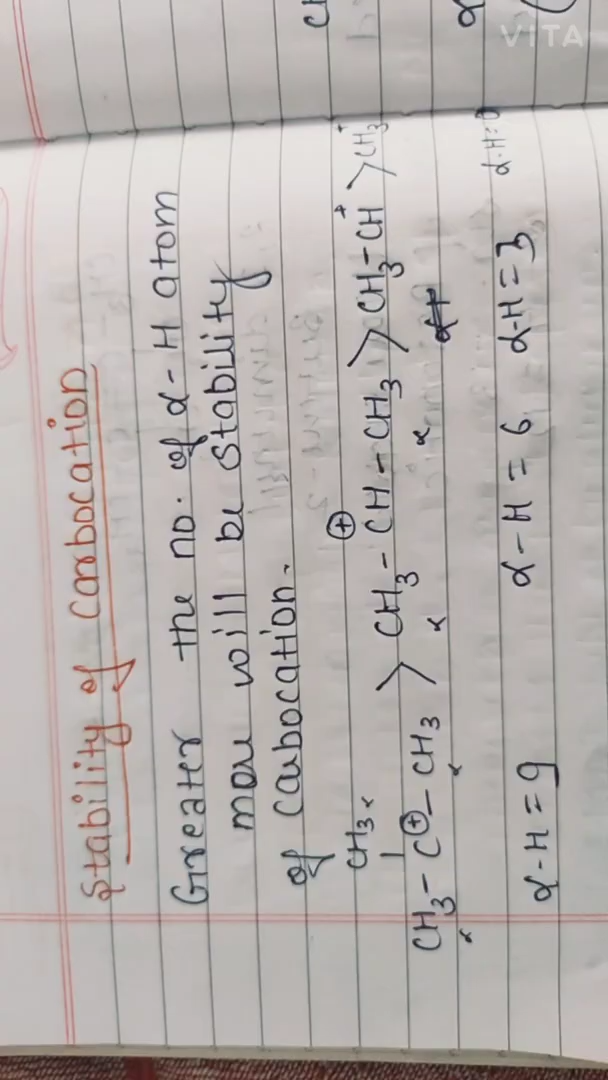 Stability of carbocation
Greater the no. of α-H atom
more will be stability
of carbocation.
CH3 α
CH3 - C⊕ - CH3 > CH3 - CH⊕ - CH3 > CH3 - CH+ > CH3+
α α α α
α-H = 9 α-H = 6 α-H = 3 α-H=0
VITA